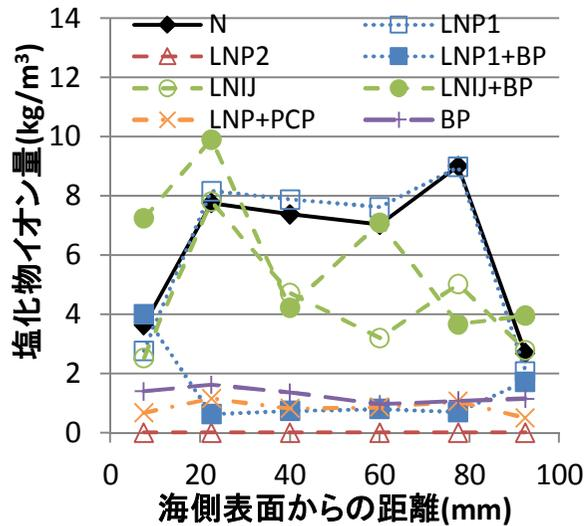 14
12
10
8
6
4
2
0
N
LNP1
LNP2
LNP1+BP
LNIJ
LNIJ+BP
LNP+PCP
BP
塩化物イオン量(kg/m³)
0 20 40 60 80 100
海側表面からの距離(mm)